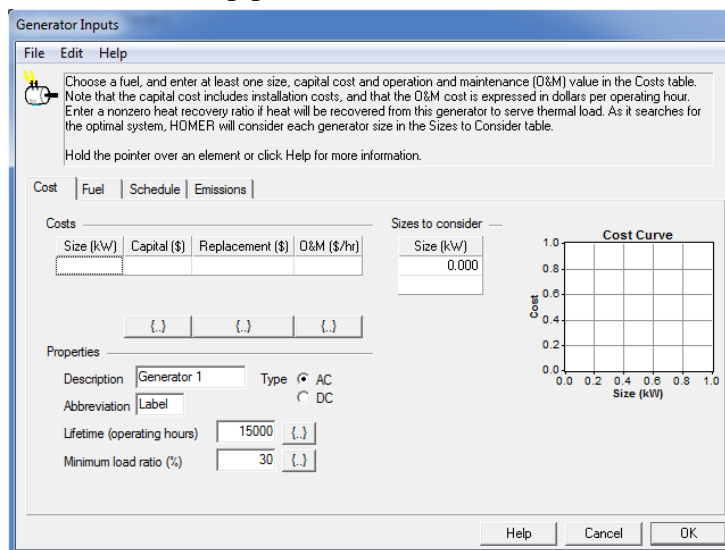 Generator Inputs
File Edit Help
Choose a fuel, and enter at least one size, capital cost and operation and maintenance (O&M) value in the Costs table.
Note that the capital cost includes installation costs, and that the O&M cost is expressed in dollars per operating hour.
Enter a nonzero heat recovery ratio if heat will be recovered from this generator to serve thermal load. As it searches for
the optimal system, HOMER will consider each generator size in the Sizes to Consider table.
Hold the pointer over an element or click Help for more information.
Cost Fuel Schedule Emissions
Costs
Size (kW) Capital ($) Replacement ($) O&M ($/hr)
{..} {..} {..}
Sizes to consider
Size (kW)
0.000
Cost Curve
1.0
0.8
0.6
0.4
0.2
0.0
Cost
0.0 0.2 0.4 0.6 0.8 1.0
Size (kW)
Properties
Description Generator 1 Type AC
DC
Abbreviation Label
Lifetime (operating hours) 15000 {..}
Minimum load ratio (%) 30 {..}
Help Cancel OK